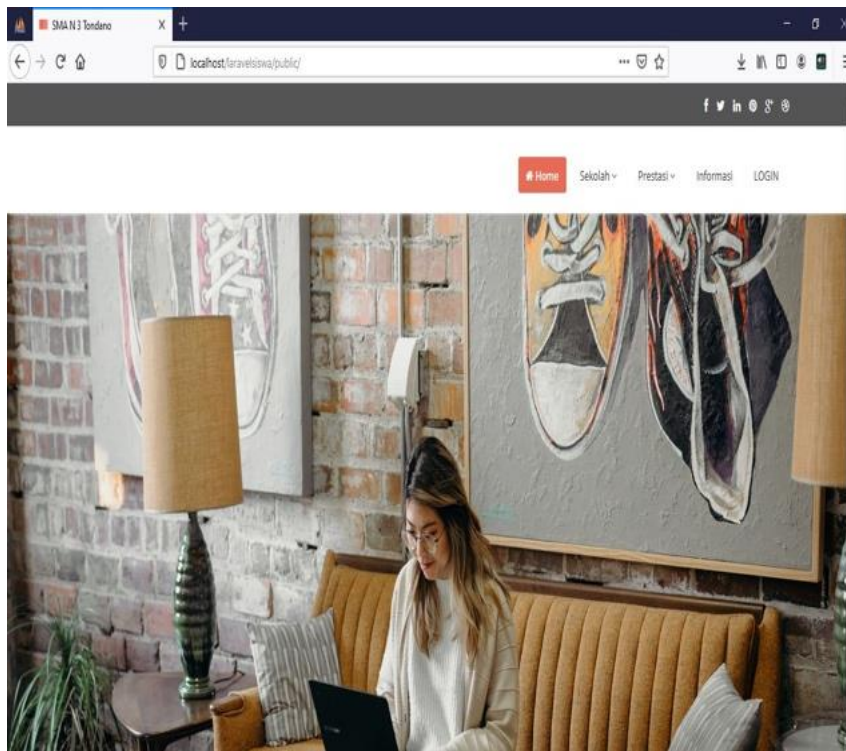 SMA N 3 Tondano
localhost/laravelsiswa/public/
Home Sekolah Prestasi Informasi LOGIN